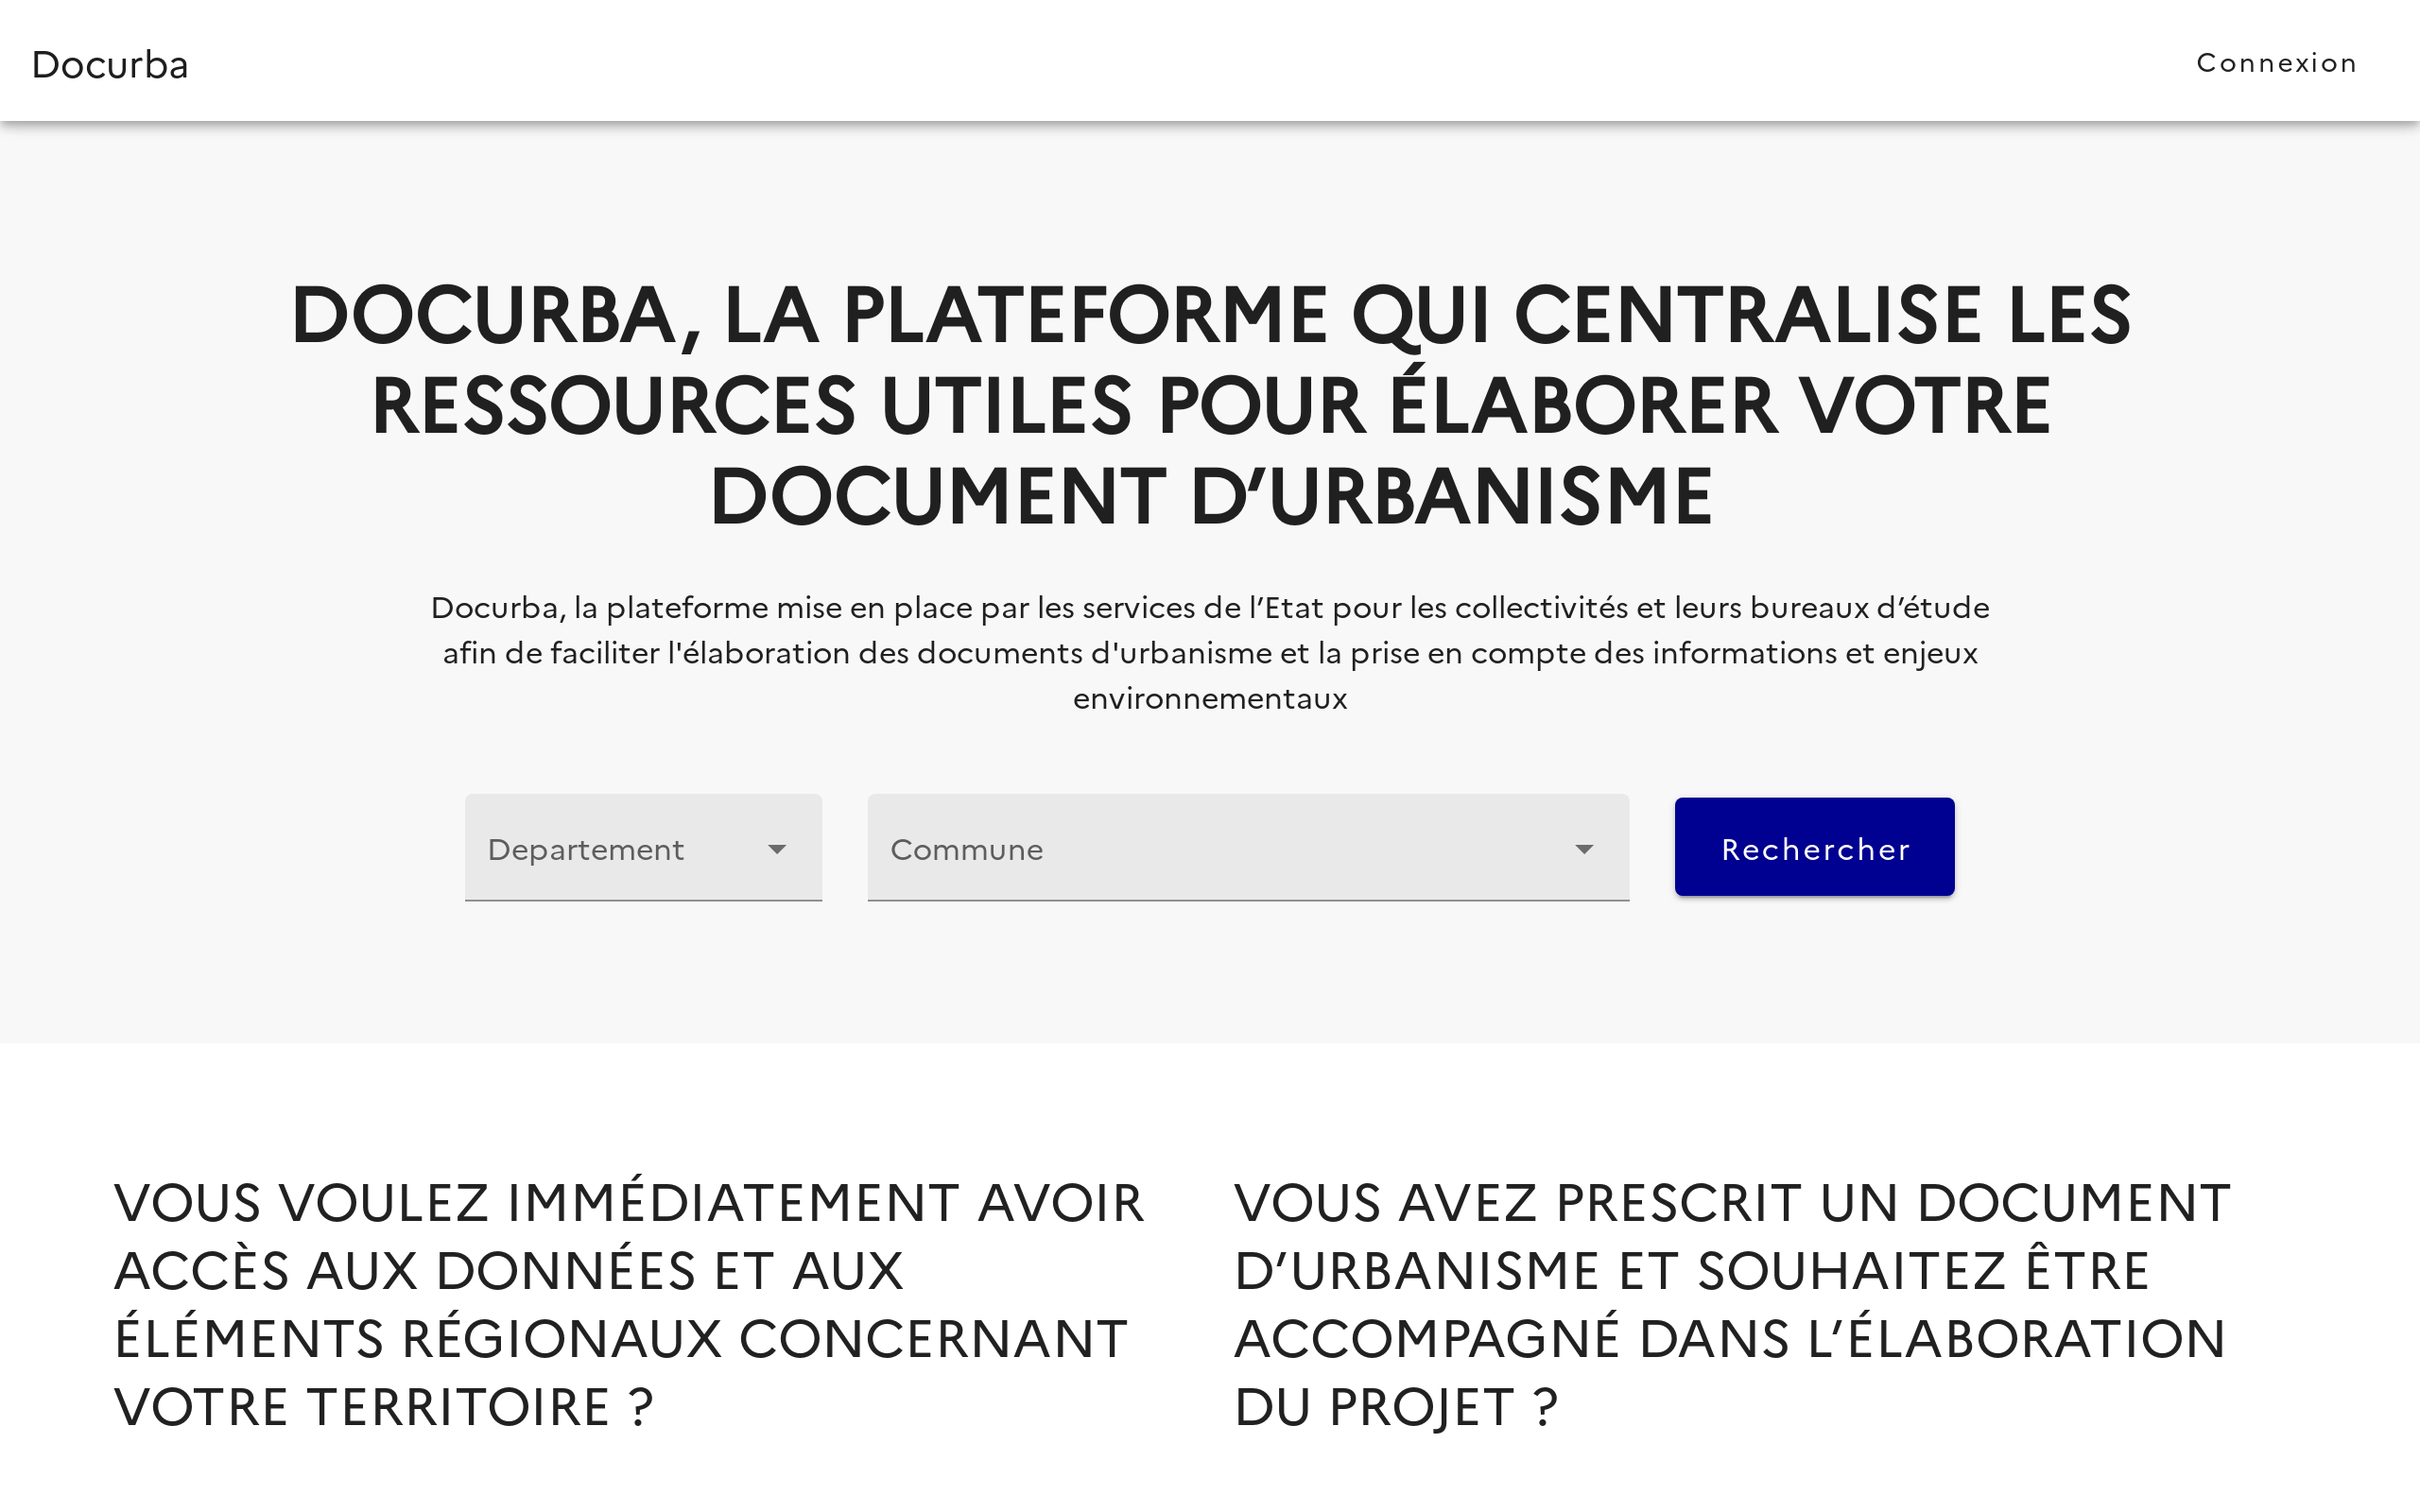 Docurba
Connexion
DOCURBA, LA PLATEFORME QUI CENTRALISE LES
RESSOURCES UTILES POUR ÉLABORER VOTRE
DOCUMENT D’URBANISME
Docurba, la plateforme mise en place par les services de l’Etat pour les collectivités et leurs bureaux d’étude
afin de faciliter l'élaboration des documents d'urbanisme et la prise en compte des informations et enjeux
environnementaux
Departement
Commune
Rechercher
VOUS VOULEZ IMMÉDIATEMENT AVOIR
ACCÈS AUX DONNÉES ET AUX
ÉLÉMENTS RÉGIONAUX CONCERNANT
VOTRE TERRITOIRE ?
VOUS AVEZ PRESCRIT UN DOCUMENT
D’URBANISME ET SOUHAITEZ ÊTRE
ACCOMPAGNÉ DANS L’ÉLABORATION
DU PROJET ?